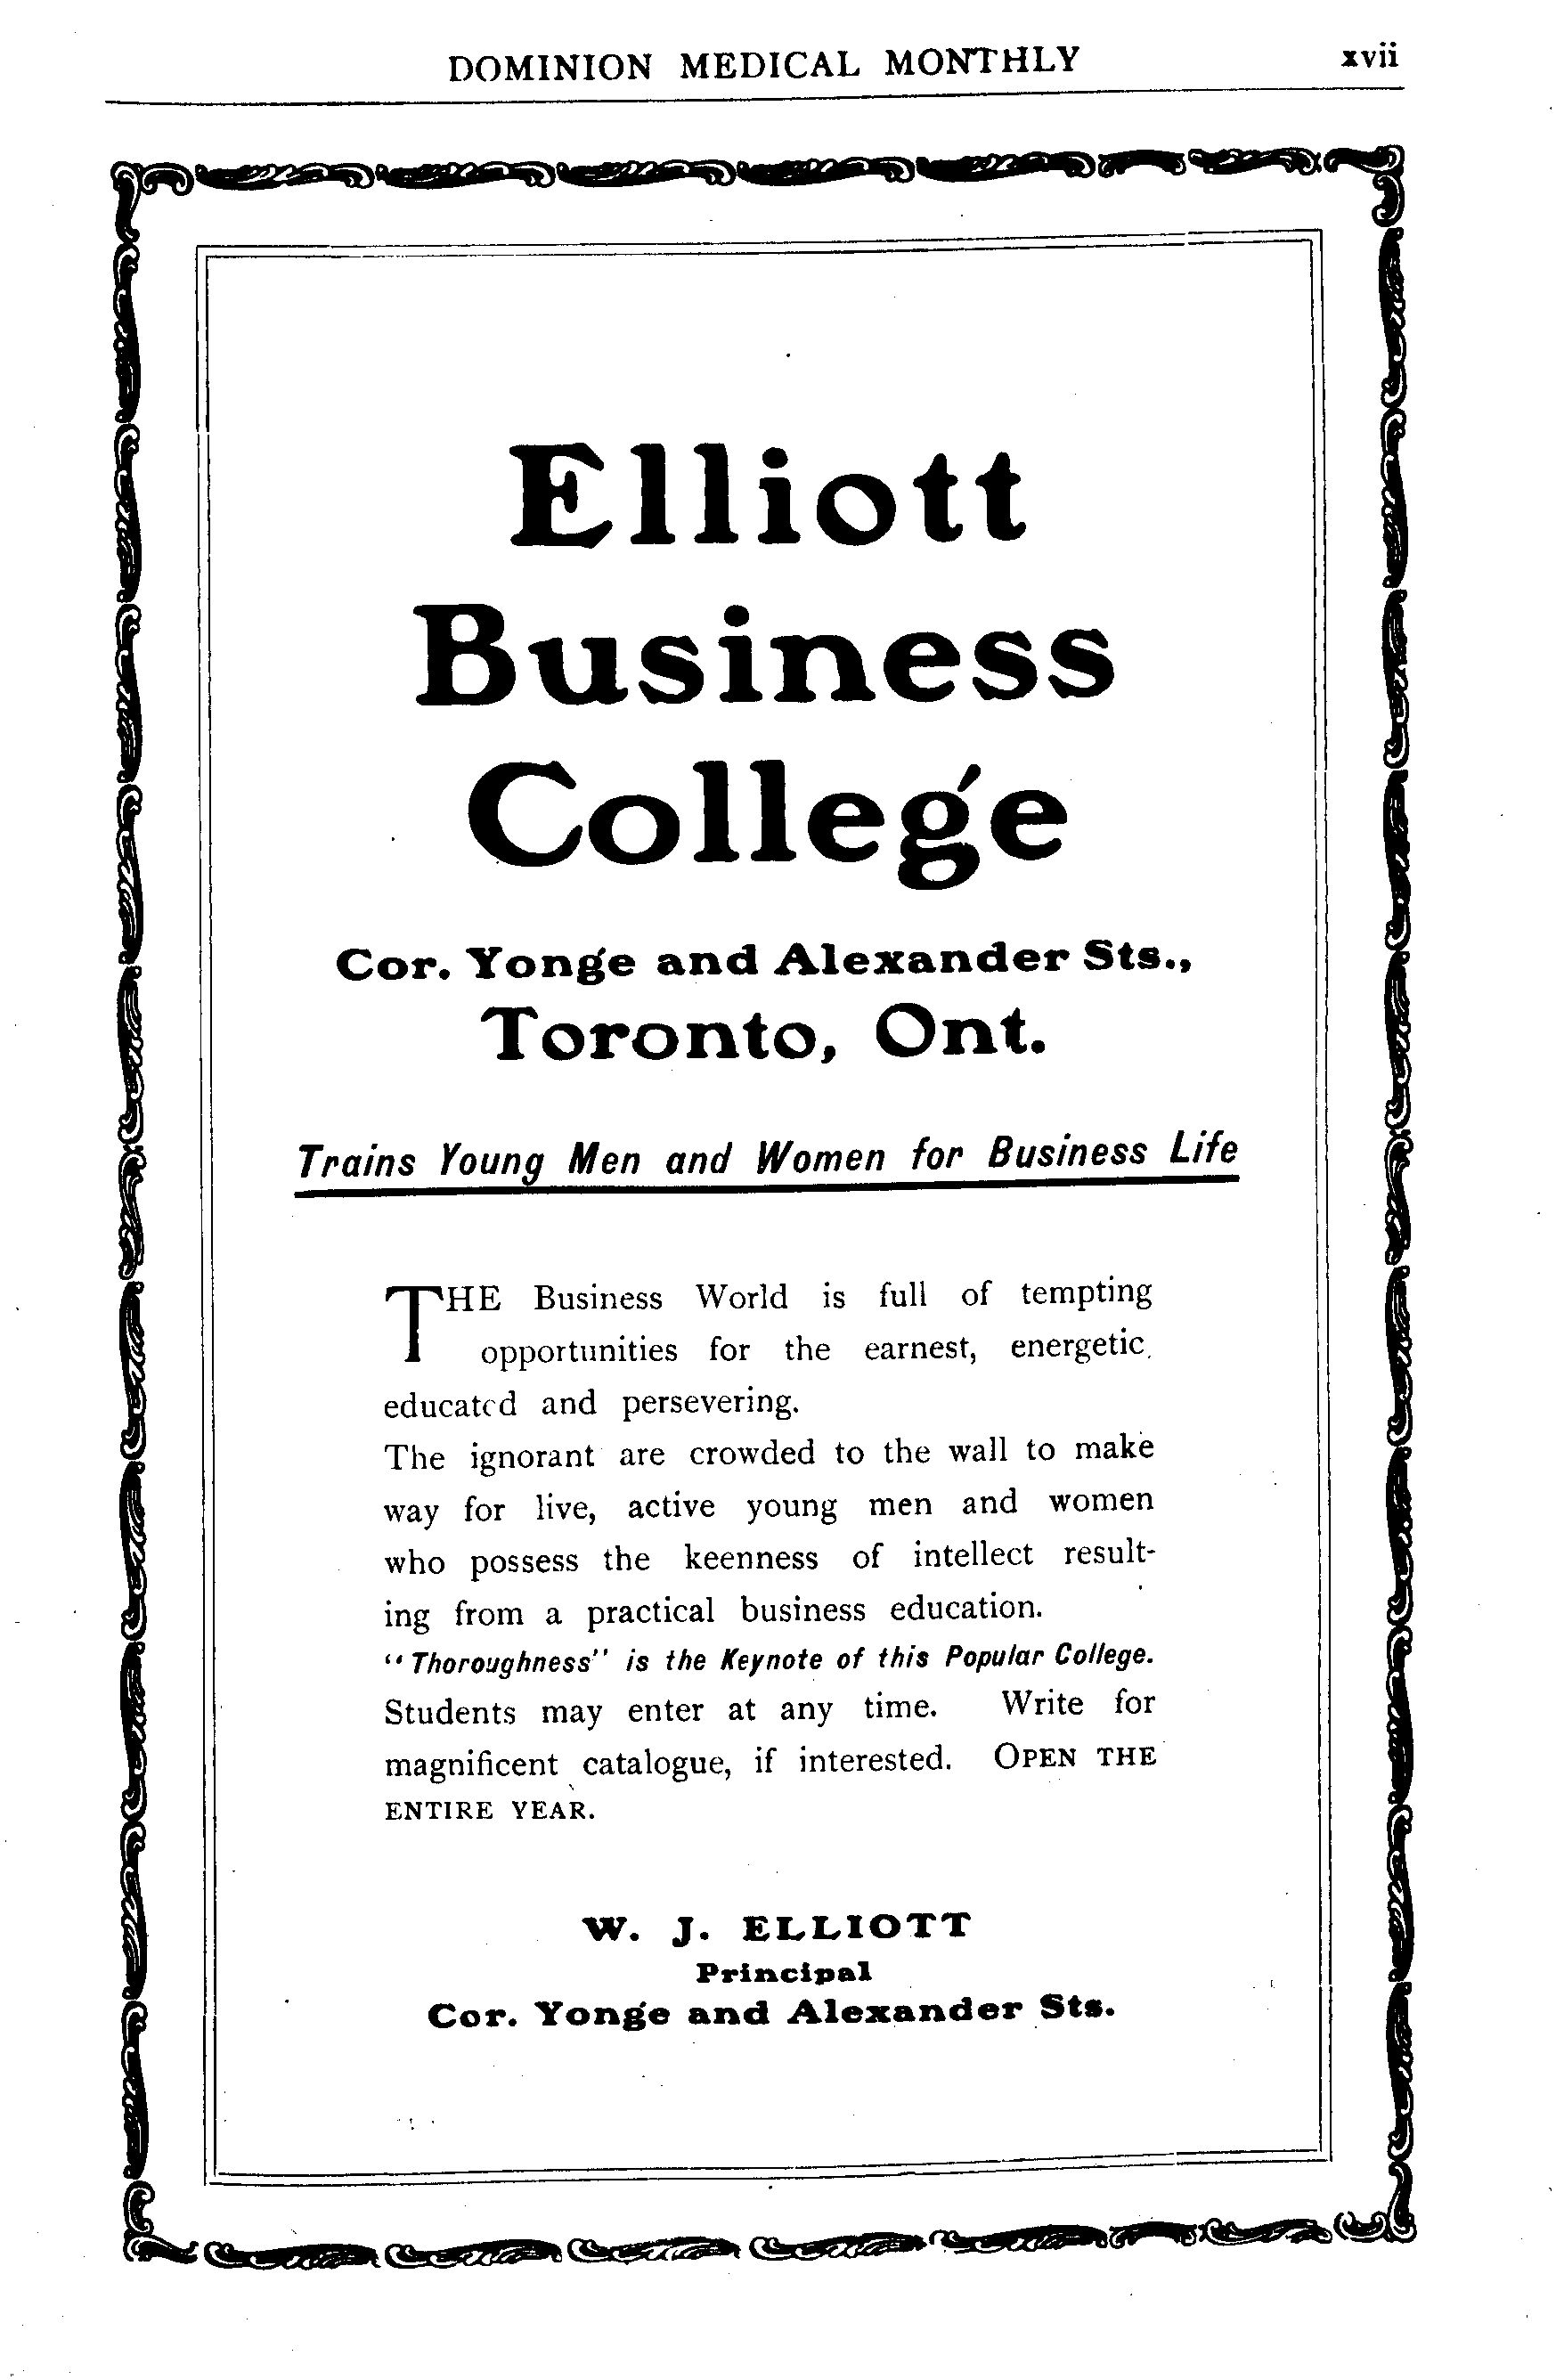 DOMINION MEDICAL MONTHLY xvii
Elliott
Business
College
Cor. Yonge and Alexander Sts.,
Toronto, Ont.
Trains Young Men and Women for Business Life
THE Business World is full of tempting
opportunities for the earnest, energetic,
educated and persevering.
The ignorant are crowded to the wall to make
way for live, active young men and women
who possess the keenness of intellect result-
ing from a practical business education.
"Thoroughness" is the Keynote of this Popular College.
Students may enter at any time. Write for
magnificent catalogue, if interested. OPEN THE
ENTIRE YEAR.
W. J. ELLIOTT
Principal
Cor. Yonge and Alexander Sts.